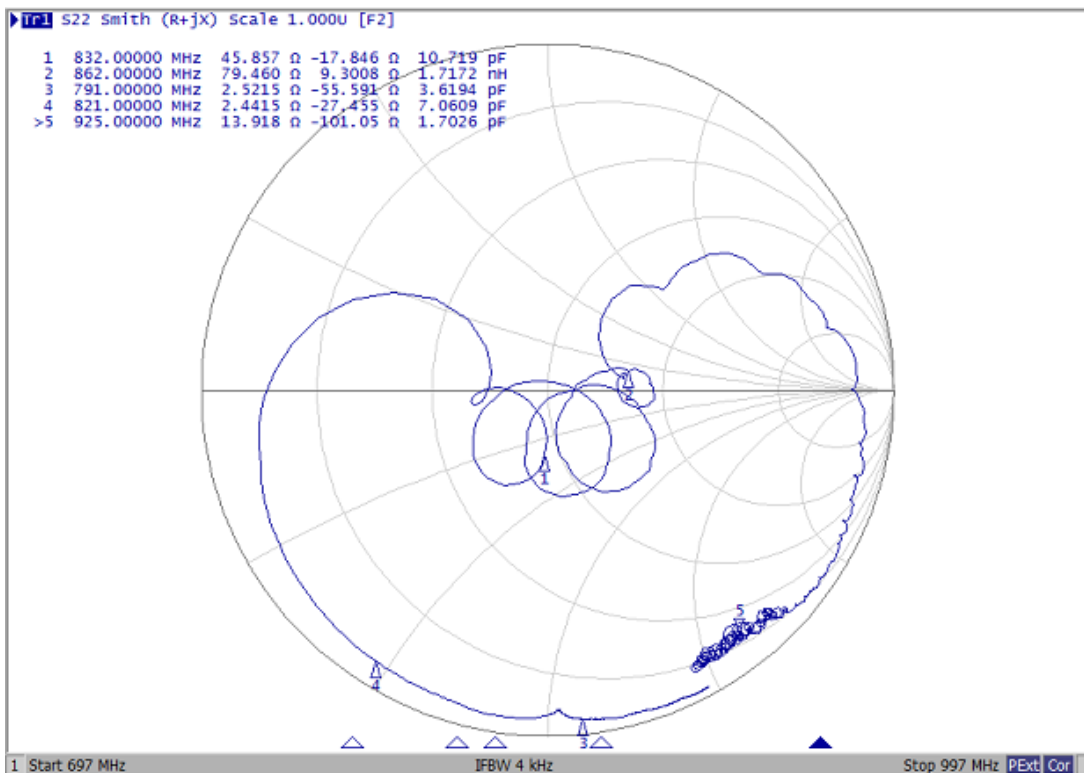 Tr1 S22 Smith (R+jX) Scale 1.000U [F2]
1 832.00000 MHz 45.857 Ω -17.846 Ω 10.719 pF
2 862.00000 MHz 79.460 Ω 9.3008 Ω 1.7172 nH
3 791.00000 MHz 2.5215 Ω -55.591 Ω 3.6194 pF
4 821.00000 MHz 2.4415 Ω -27.455 Ω 7.0609 pF
>5 925.00000 MHz 13.918 Ω -101.05 Ω 1.7026 pF
2
1
5
4
3
1 Start 697 MHz IFBW 4 kHz Stop 997 MHz PExt Cor